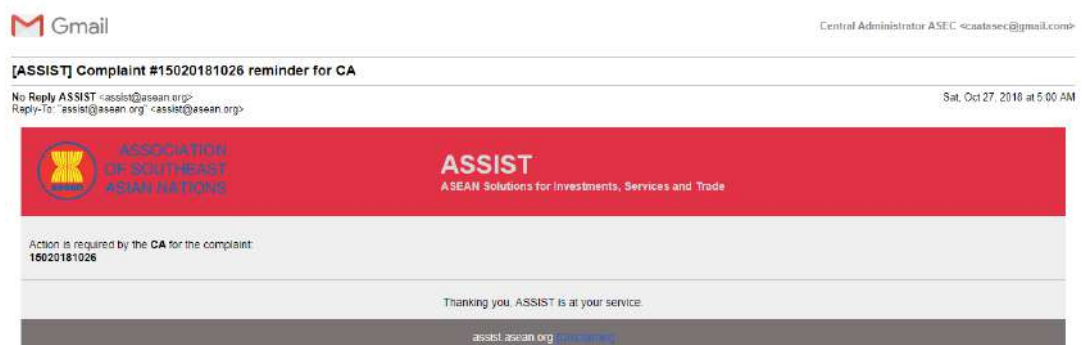 Gmail
Central Administrator ASEC <caatasec@gmail.com>
[ASSIST] Complaint #15020181026 reminder for CA
No Reply ASSIST <assist@asean.org>
Sat, Oct 27, 2018 at 5:00 AM
Reply-To: "assist@asean.org" <assist@asean.org>
ASSOCIATION
OF SOUTHEAST
ASIAN NATIONS
ASSIST
ASEAN Solutions for Investments, Services and Trade
Action is required by the CA for the complaint:
15020181026
Thanking you, ASSIST is at your service.
assist.asean.org